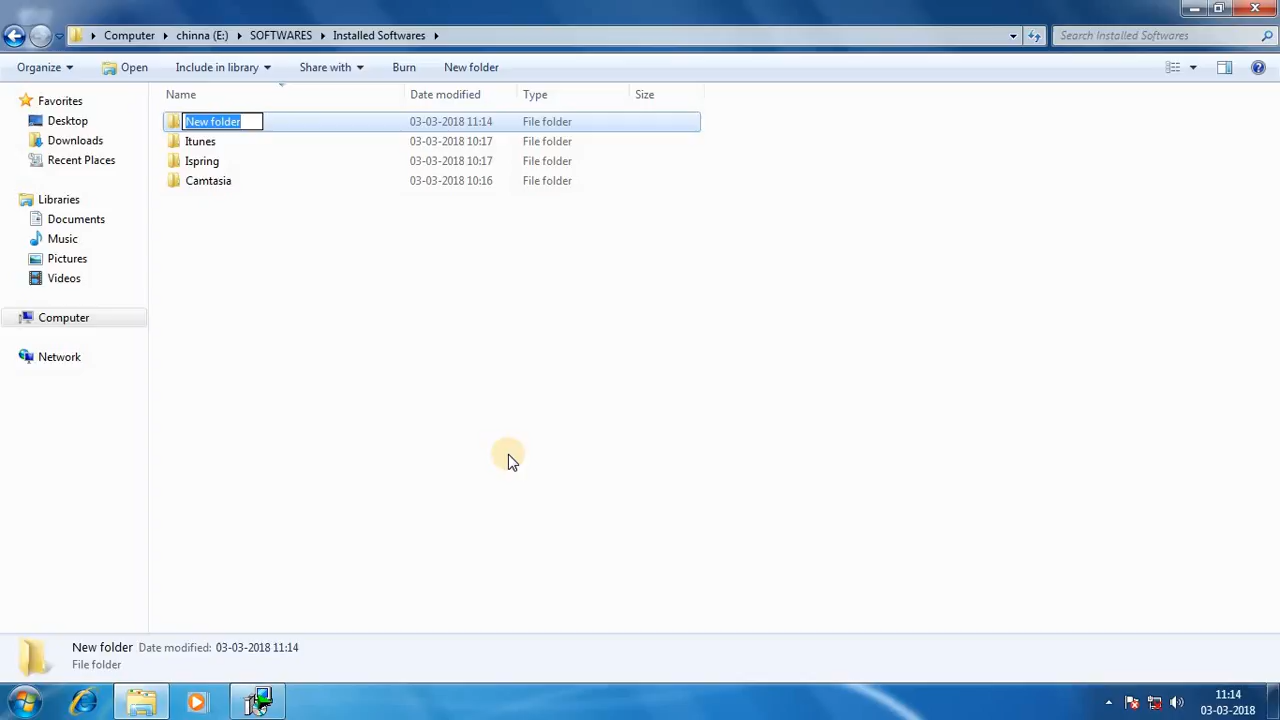 Computer chinna (E:) SOFTWARES Installed Softwares Search Installed Softwares
Organize Open Include in library Share with Burn New folder
Name Date modified Type Size
Favorites
Desktop
Downloads
Recent Places
Libraries
Documents
Music
Pictures
Videos
Computer
Network
New folder 03-03-2018 11:14 File folder
Itunes 03-03-2018 10:17 File folder
Ispring 03-03-2018 10:17 File folder
Camtasia 03-03-2018 10:16 File folder
New folder Date modified: 03-03-2018 11:14
File folder
11:14
03-03-2018